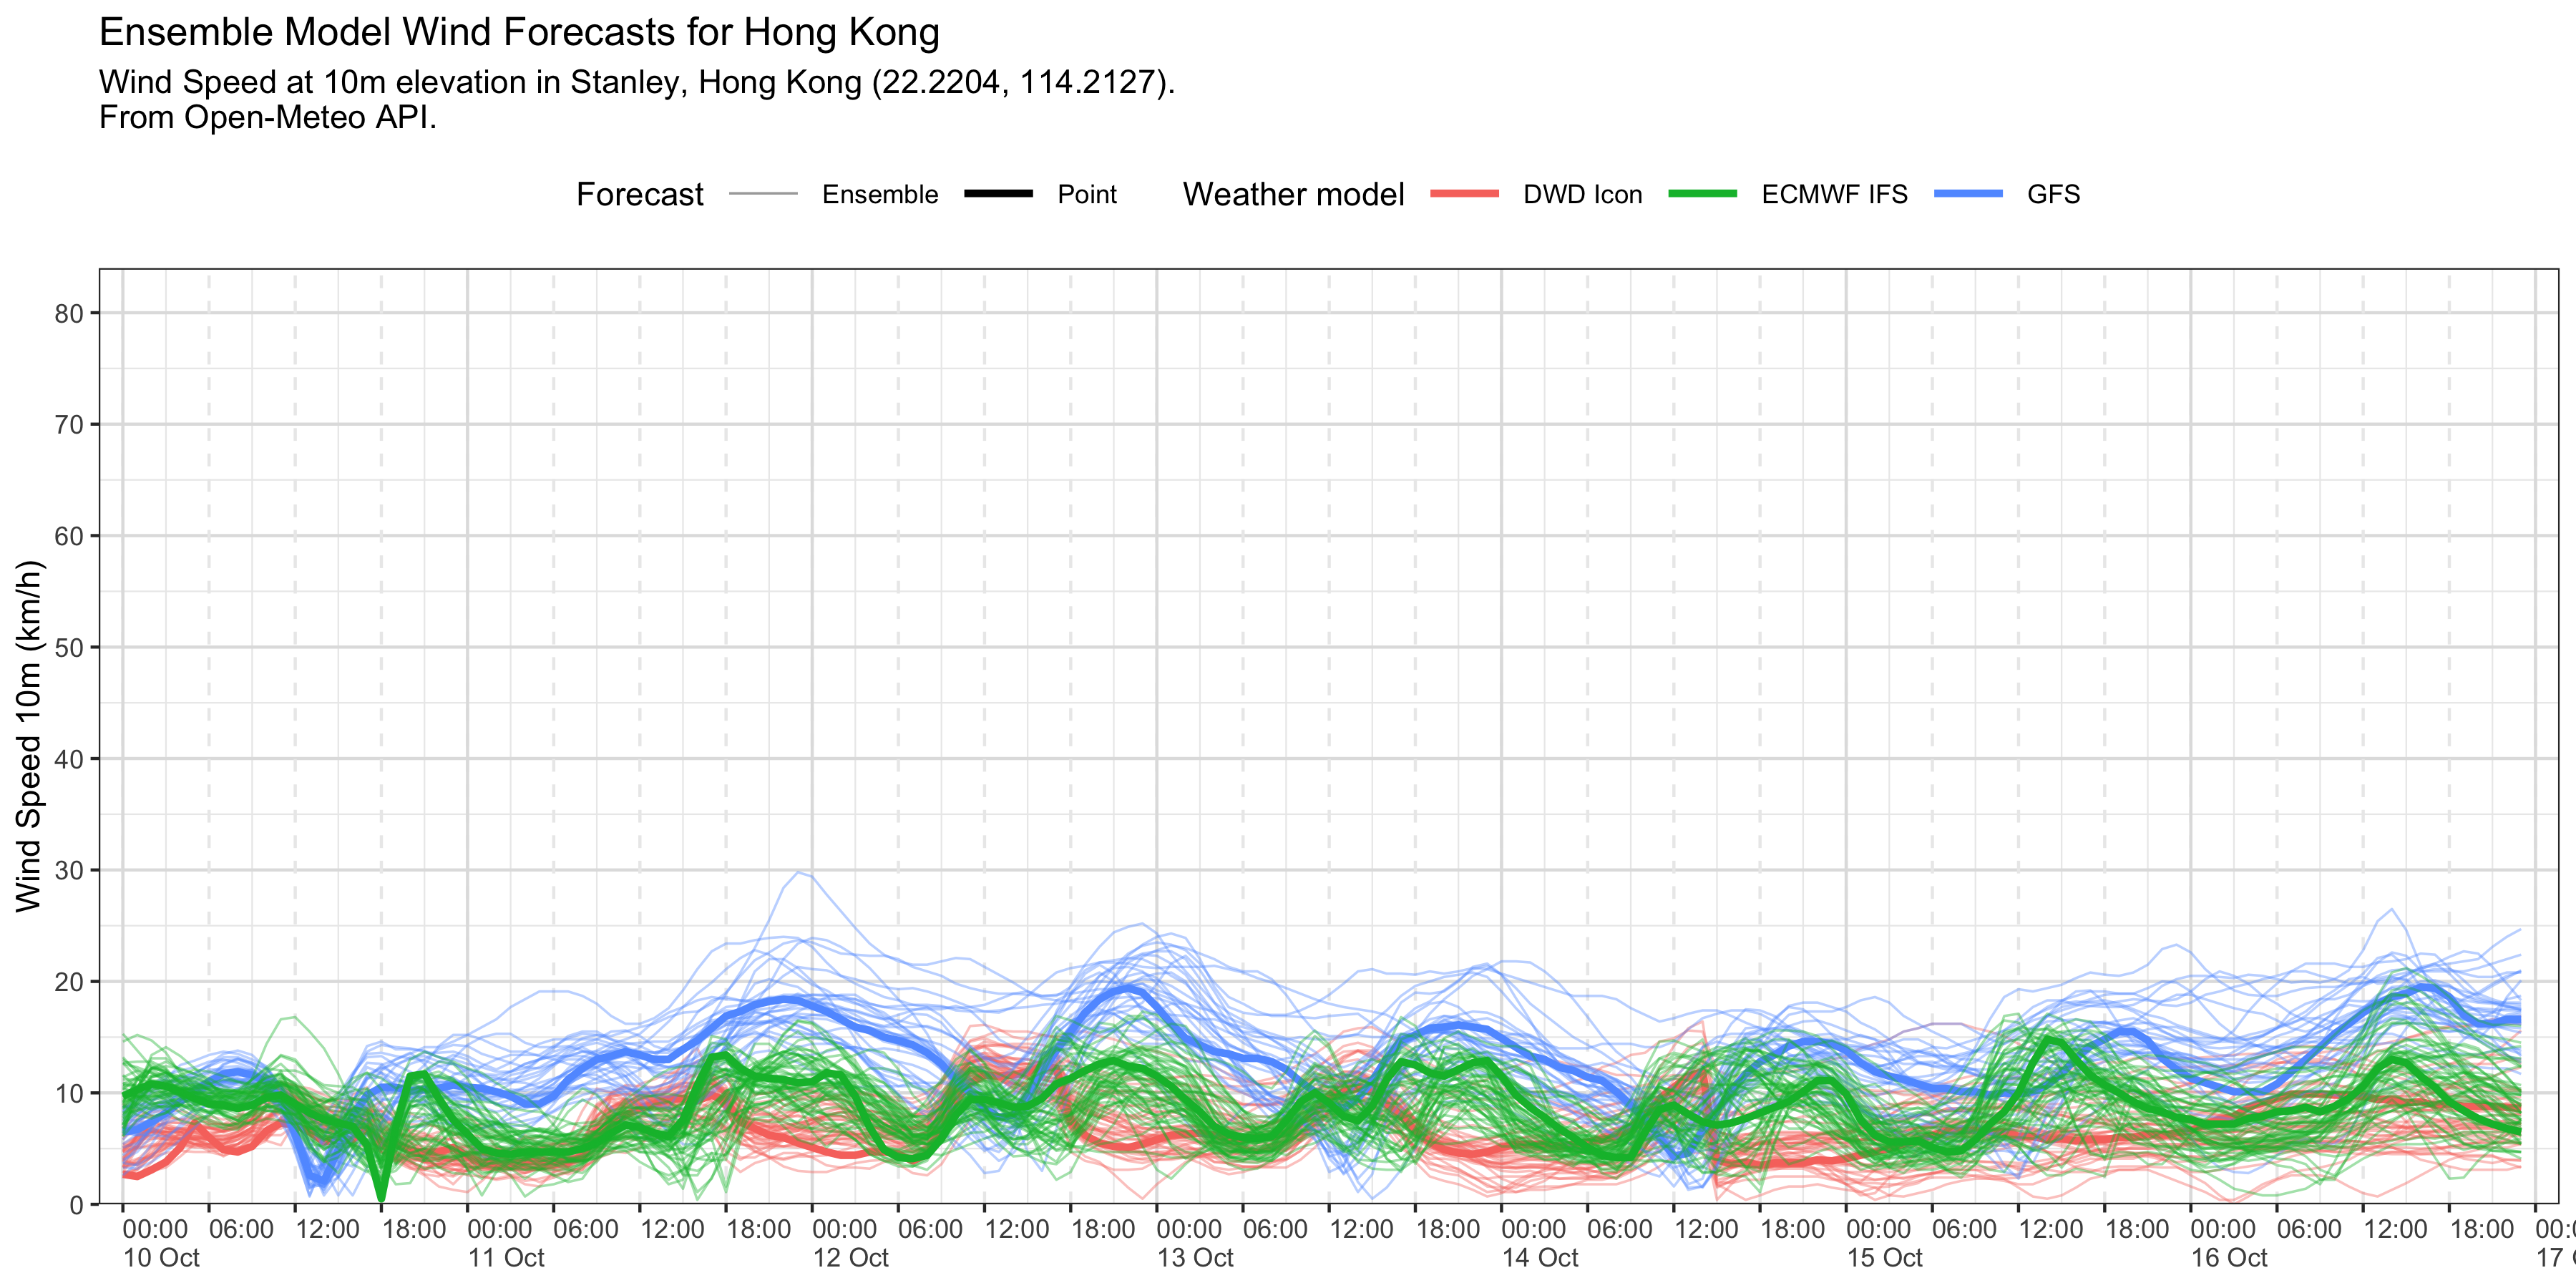 Ensemble Model Wind Forecasts for Hong Kong
Wind Speed at 10m elevation in Stanley, Hong Kong (22.2204, 114.2127).
From Open-Meteo API.
Forecast Ensemble Point Weather model DWD Icon ECMWF IFS GFS
Wind Speed 10m (km/h)
80
70
60
50
40
30
20
10
0
00:00 06:00 12:00 18:00 00:00 06:00 12:00 18:00 00:00 06:00 12:00 18:00 00:00 06:00 12:00 18:00 00:00 06:00 12:00 18:00 00:00 06:00 12:00 18:00 00:00 06:00 12:00 18:00
10 Oct 11 Oct 12 Oct 13 Oct 14 Oct 15 Oct 16 Oct 17